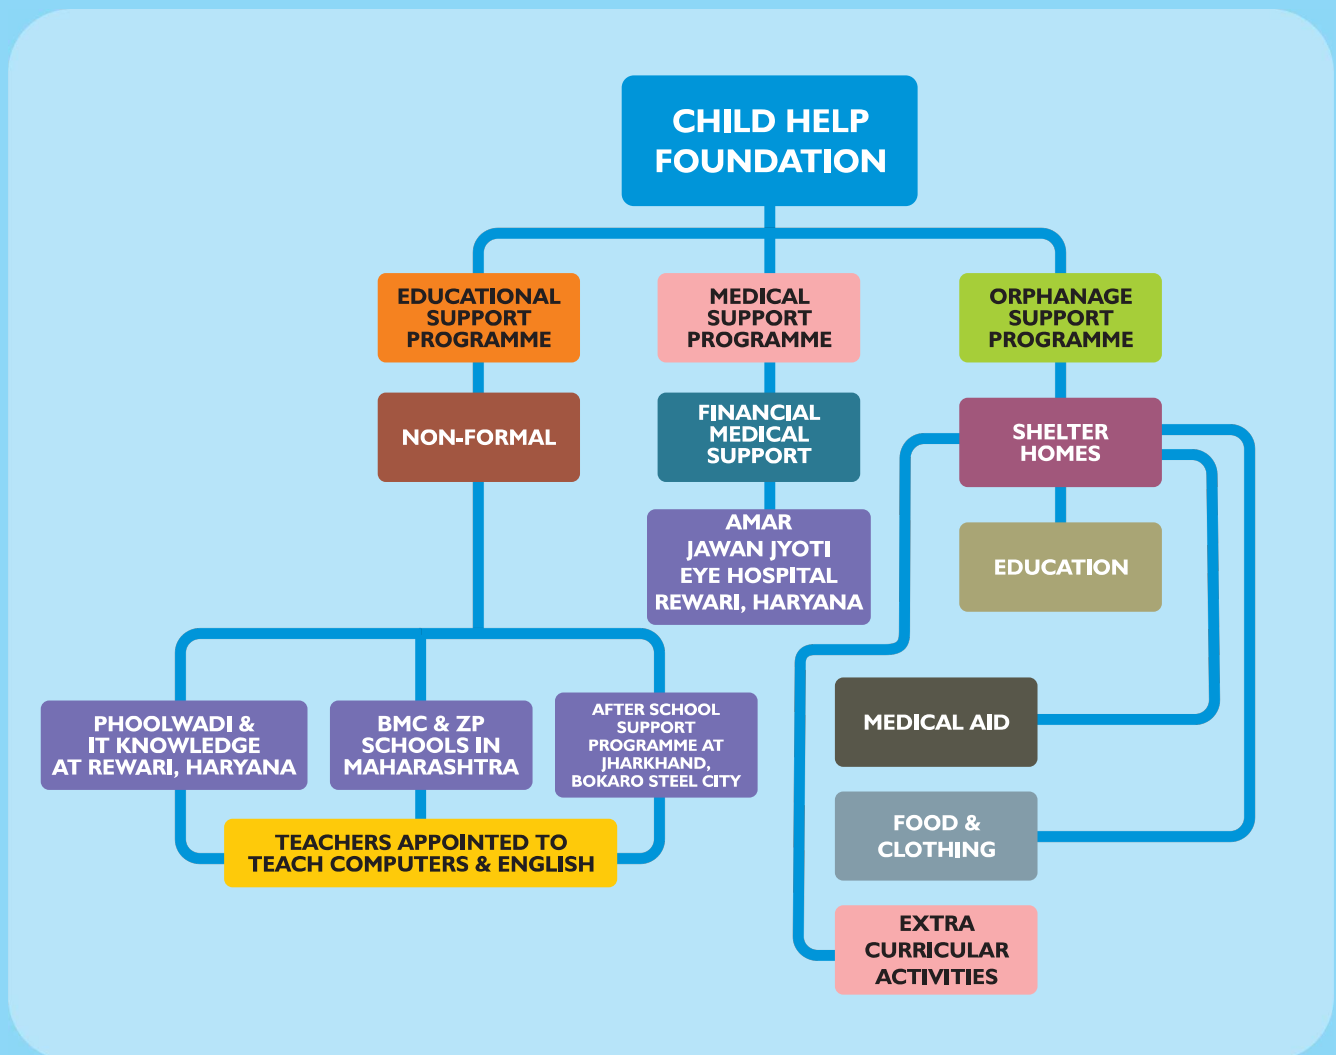 CHILD HELP
FOUNDATION
EDUCATIONAL
SUPPORT
PROGRAMME
MEDICAL
SUPPORT
PROGRAMME
ORPHANAGE
SUPPORT
PROGRAMME
NON-FORMAL
FINANCIAL
MEDICAL
SUPPORT
SHELTER
HOMES
AMAR
JAWAN JYOTI
EYE HOSPITAL
REWARI, HARYANA
EDUCATION
PHOOLWADI &
IT KNOWLEDGE
AT REWARI, HARYANA
BMC & ZP
SCHOOLS IN
MAHARASHTRA
AFTER SCHOOL
SUPPORT
PROGRAMME AT
JHARKHAND,
BOKARO STEEL CITY
MEDICAL AID
TEACHERS APPOINTED TO
TEACH COMPUTERS & ENGLISH
FOOD &
CLOTHING
EXTRA
CURRICULAR
ACTIVITIES